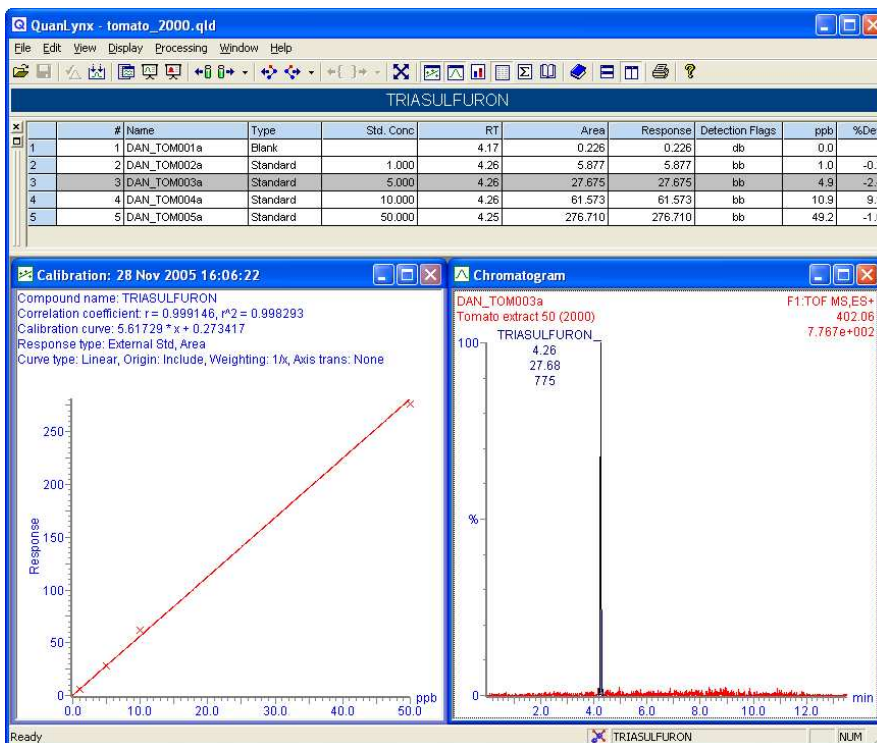 QuanLynx - tomato_2000.qld
File Edit View Display Processing Window Help
TRIASULFURON
# Name Type Std. Conc RT Area Response Detection Flags ppb %De
1 1 DAN_TOM001a Blank 4.17 0.226 0.226 db 0.0
2 2 DAN_TOM002a Standard 1.000 4.26 5.877 5.877 bb 1.0 -0.
3 3 DAN_TOM003a Standard 5.000 4.26 27.675 27.675 bb 4.9 -2.
4 4 DAN_TOM004a Standard 10.000 4.26 61.573 61.573 bb 10.9 9.
5 5 DAN_TOM005a Standard 50.000 4.25 276.710 276.710 bb 49.2 -1.
Calibration: 28 Nov 2005 16:06:22
Compound name: TRIASULFURON
Correlation coefficient: r = 0.999146, r^2 = 0.998293
Calibration curve: 5.61729 * x + 0.273417
Response type: External Std, Area
Curve type: Linear, Origin: Include, Weighting: 1/x, Axis trans: None
250
200
150
100
50
0
Response
0.0 10.0 20.0 30.0 40.0 50.0 ppb
Chromatogram
DAN_TOM003a F1:TOF MS,ES+
Tomato extract 50 (2000) 402.06
7.767e+002
TRIASULFURON
4.26
27.68
775
100
%
0
2.0 4.0 6.0 8.0 10.0 12.0 min
Ready TRIASULFURON NUM